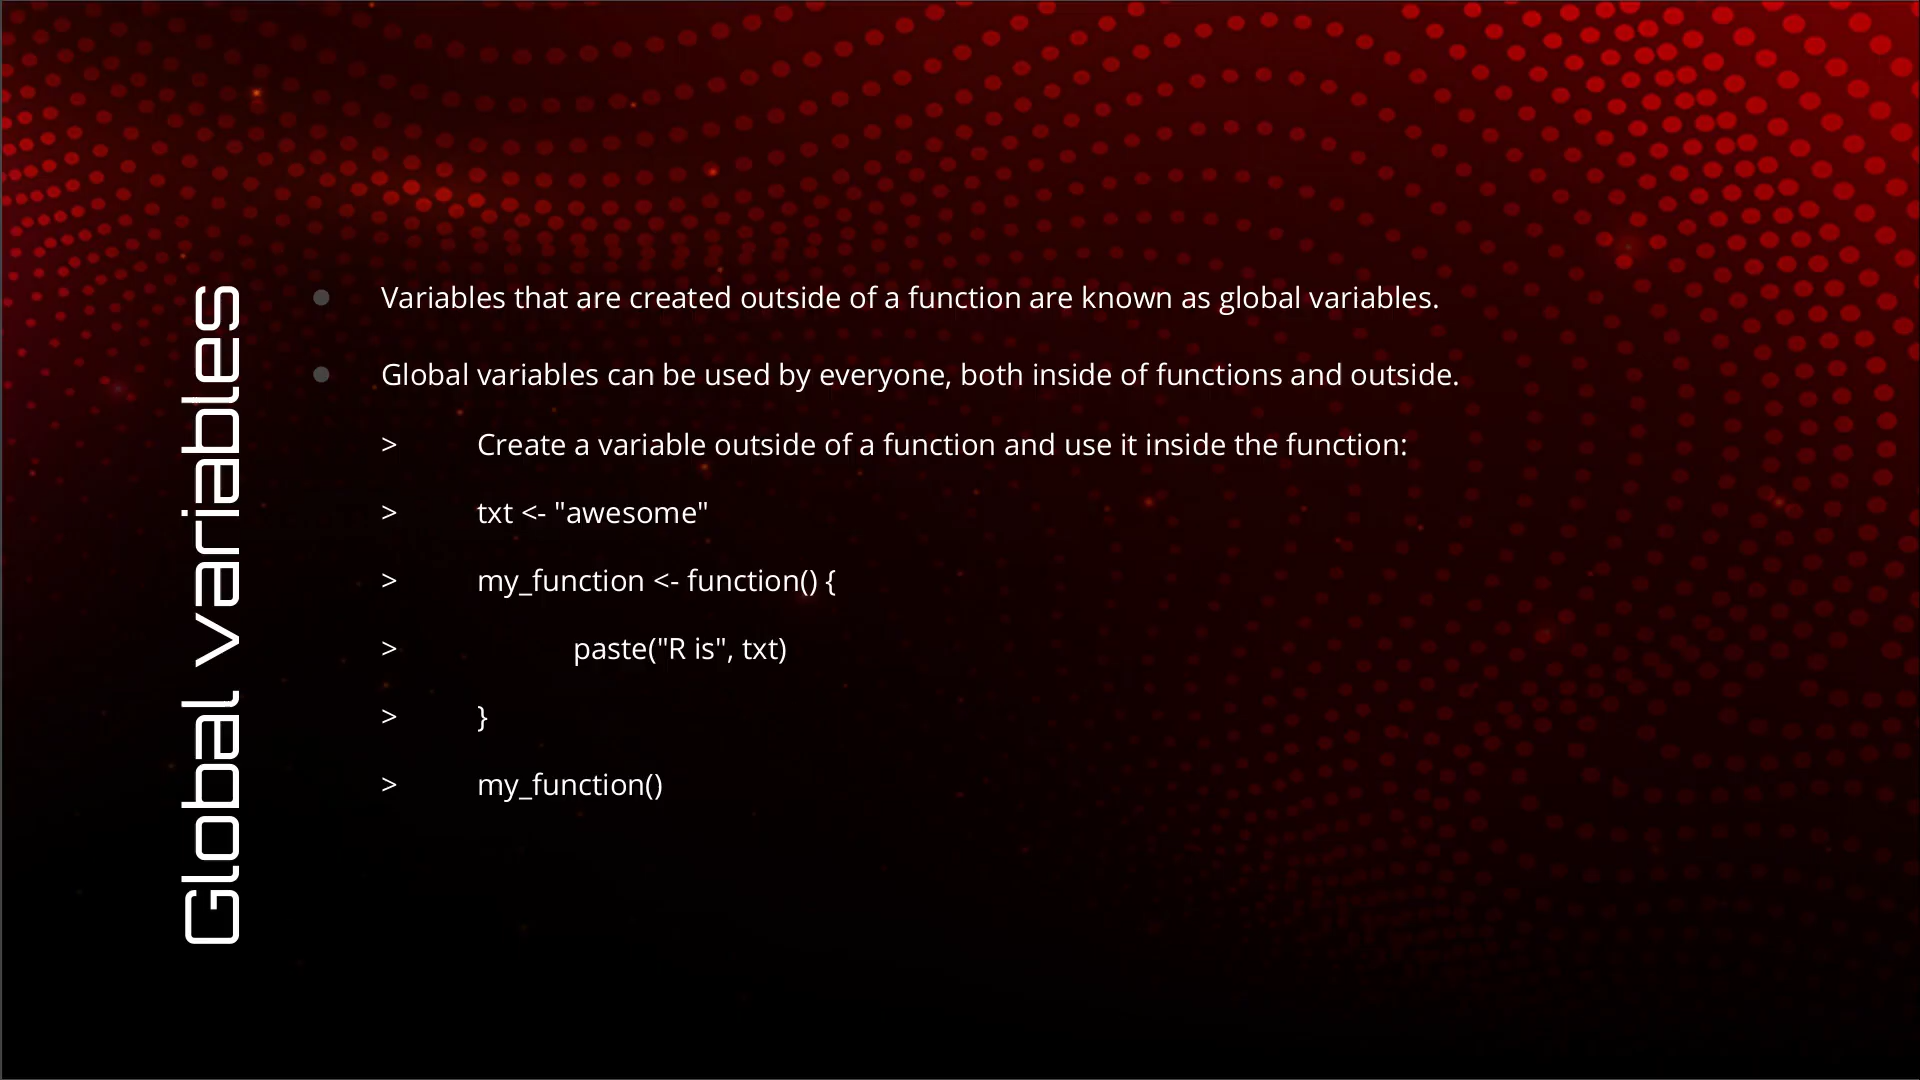 Global variables
Variables that are created outside of a function are known as global variables.
Global variables can be used by everyone, both inside of functions and outside.
> Create a variable outside of a function and use it inside the function:
> txt <- "awesome"
> my_function <- function() {
> paste("R is", txt)
> }
> my_function()